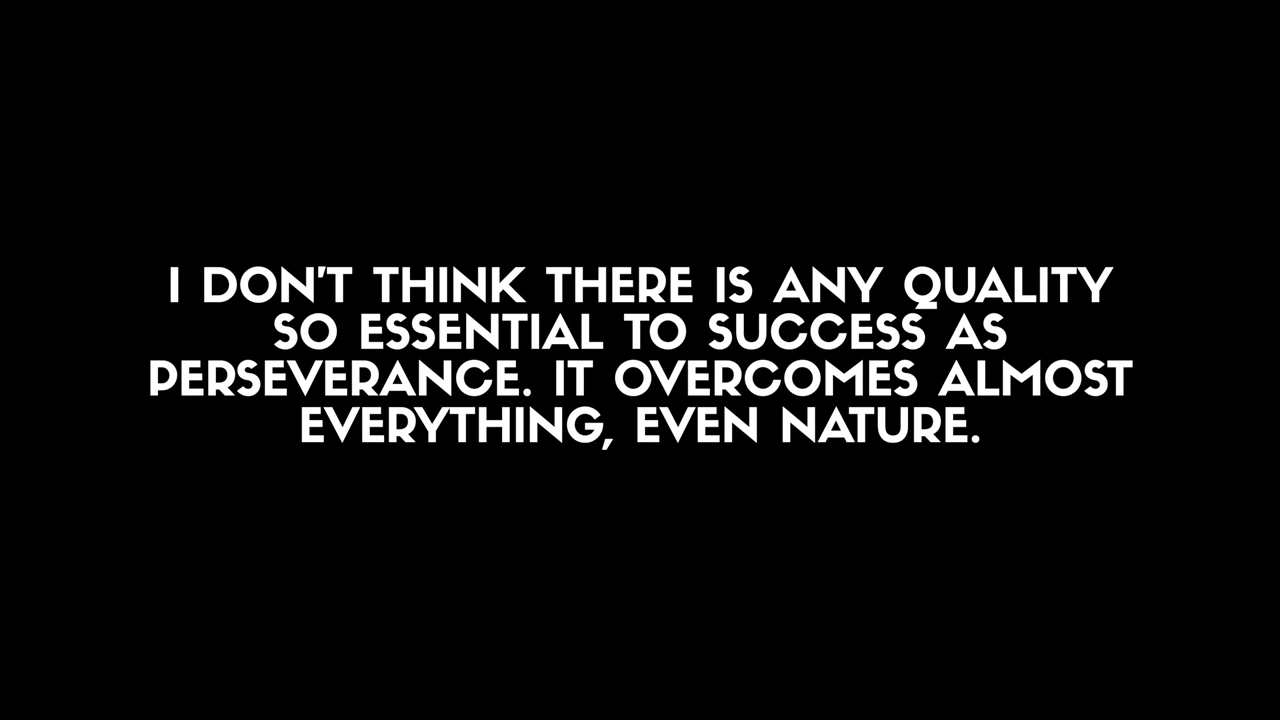 I DON'T THINK THERE IS ANY QUALITY
SO ESSENTIAL TO SUCCESS AS
PERSEVERANCE. IT OVERCOMES ALMOST
EVERYTHING, EVEN NATURE.